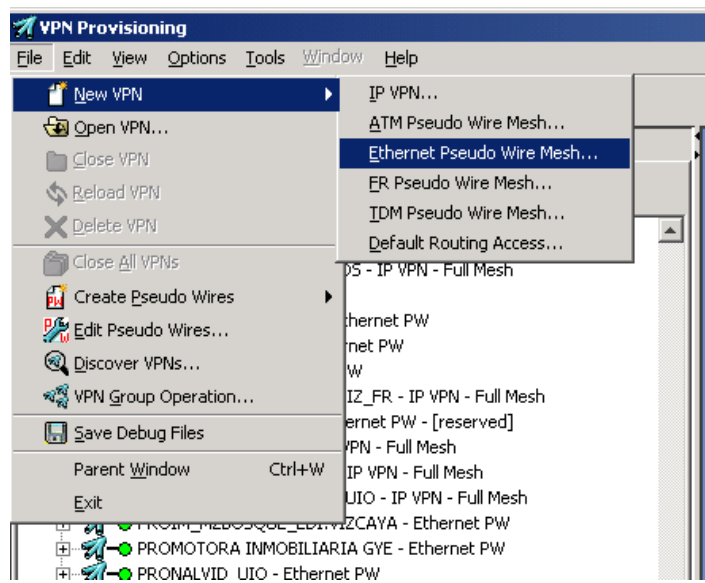 VPN Provisioning
File Edit View Options Tools Window Help
New VPN
Open VPN...
Close VPN
Reload VPN
Delete VPN
Close All VPNs
Create Pseudo Wires
Edit Pseudo Wires...
Discover VPNs...
VPN Group Operation...
Save Debug Files
Parent Window Ctrl+W
Exit
IP VPN...
ATM Pseudo Wire Mesh...
Ethernet Pseudo Wire Mesh...
FR Pseudo Wire Mesh...
TDM Pseudo Wire Mesh...
Default Routing Access...
- IP VPN - Full Mesh
PW
PW
IZ_FR - IP VPN - Full Mesh
PW - [reserved]
- Full Mesh
IP VPN - Full Mesh
UIO - IP VPN - Full Mesh
- Ethernet PW
PROMOTORA INMOBILIARIA GYE - Ethernet PW
PRONALVID_UIO - Ethernet PW